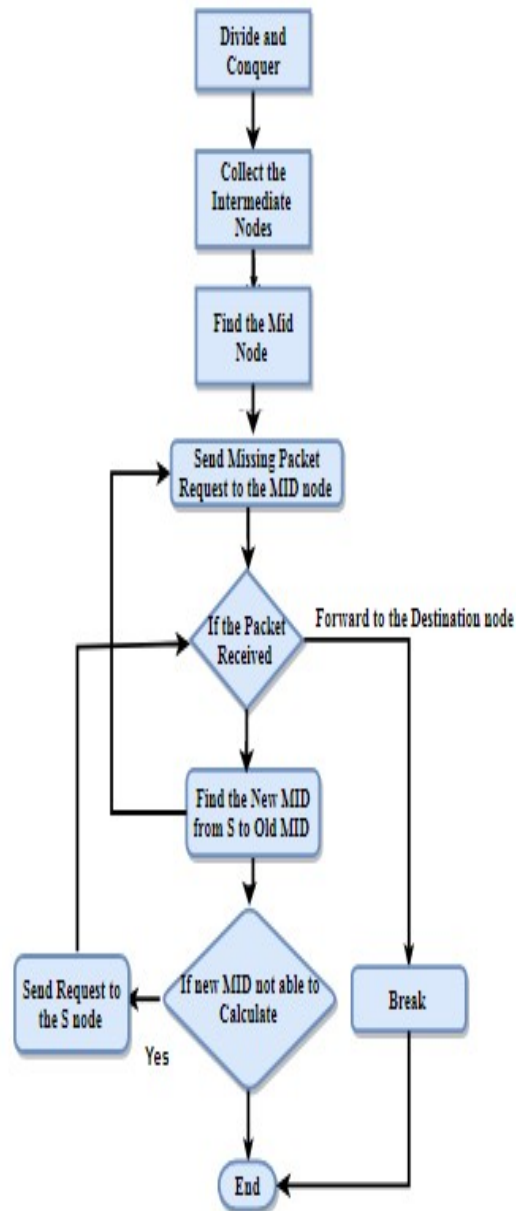 Divide and
Conquer
Collect the
Intermediate
Nodes
Find the Mid
Node
Send Missing Packet
Request to the MID node
If the Packet
Received
Forward to the Destination node
Find the New MID
from S to Old MID
If new MID not able to
Calculate
Send Request to
the S node
Yes
Break
End